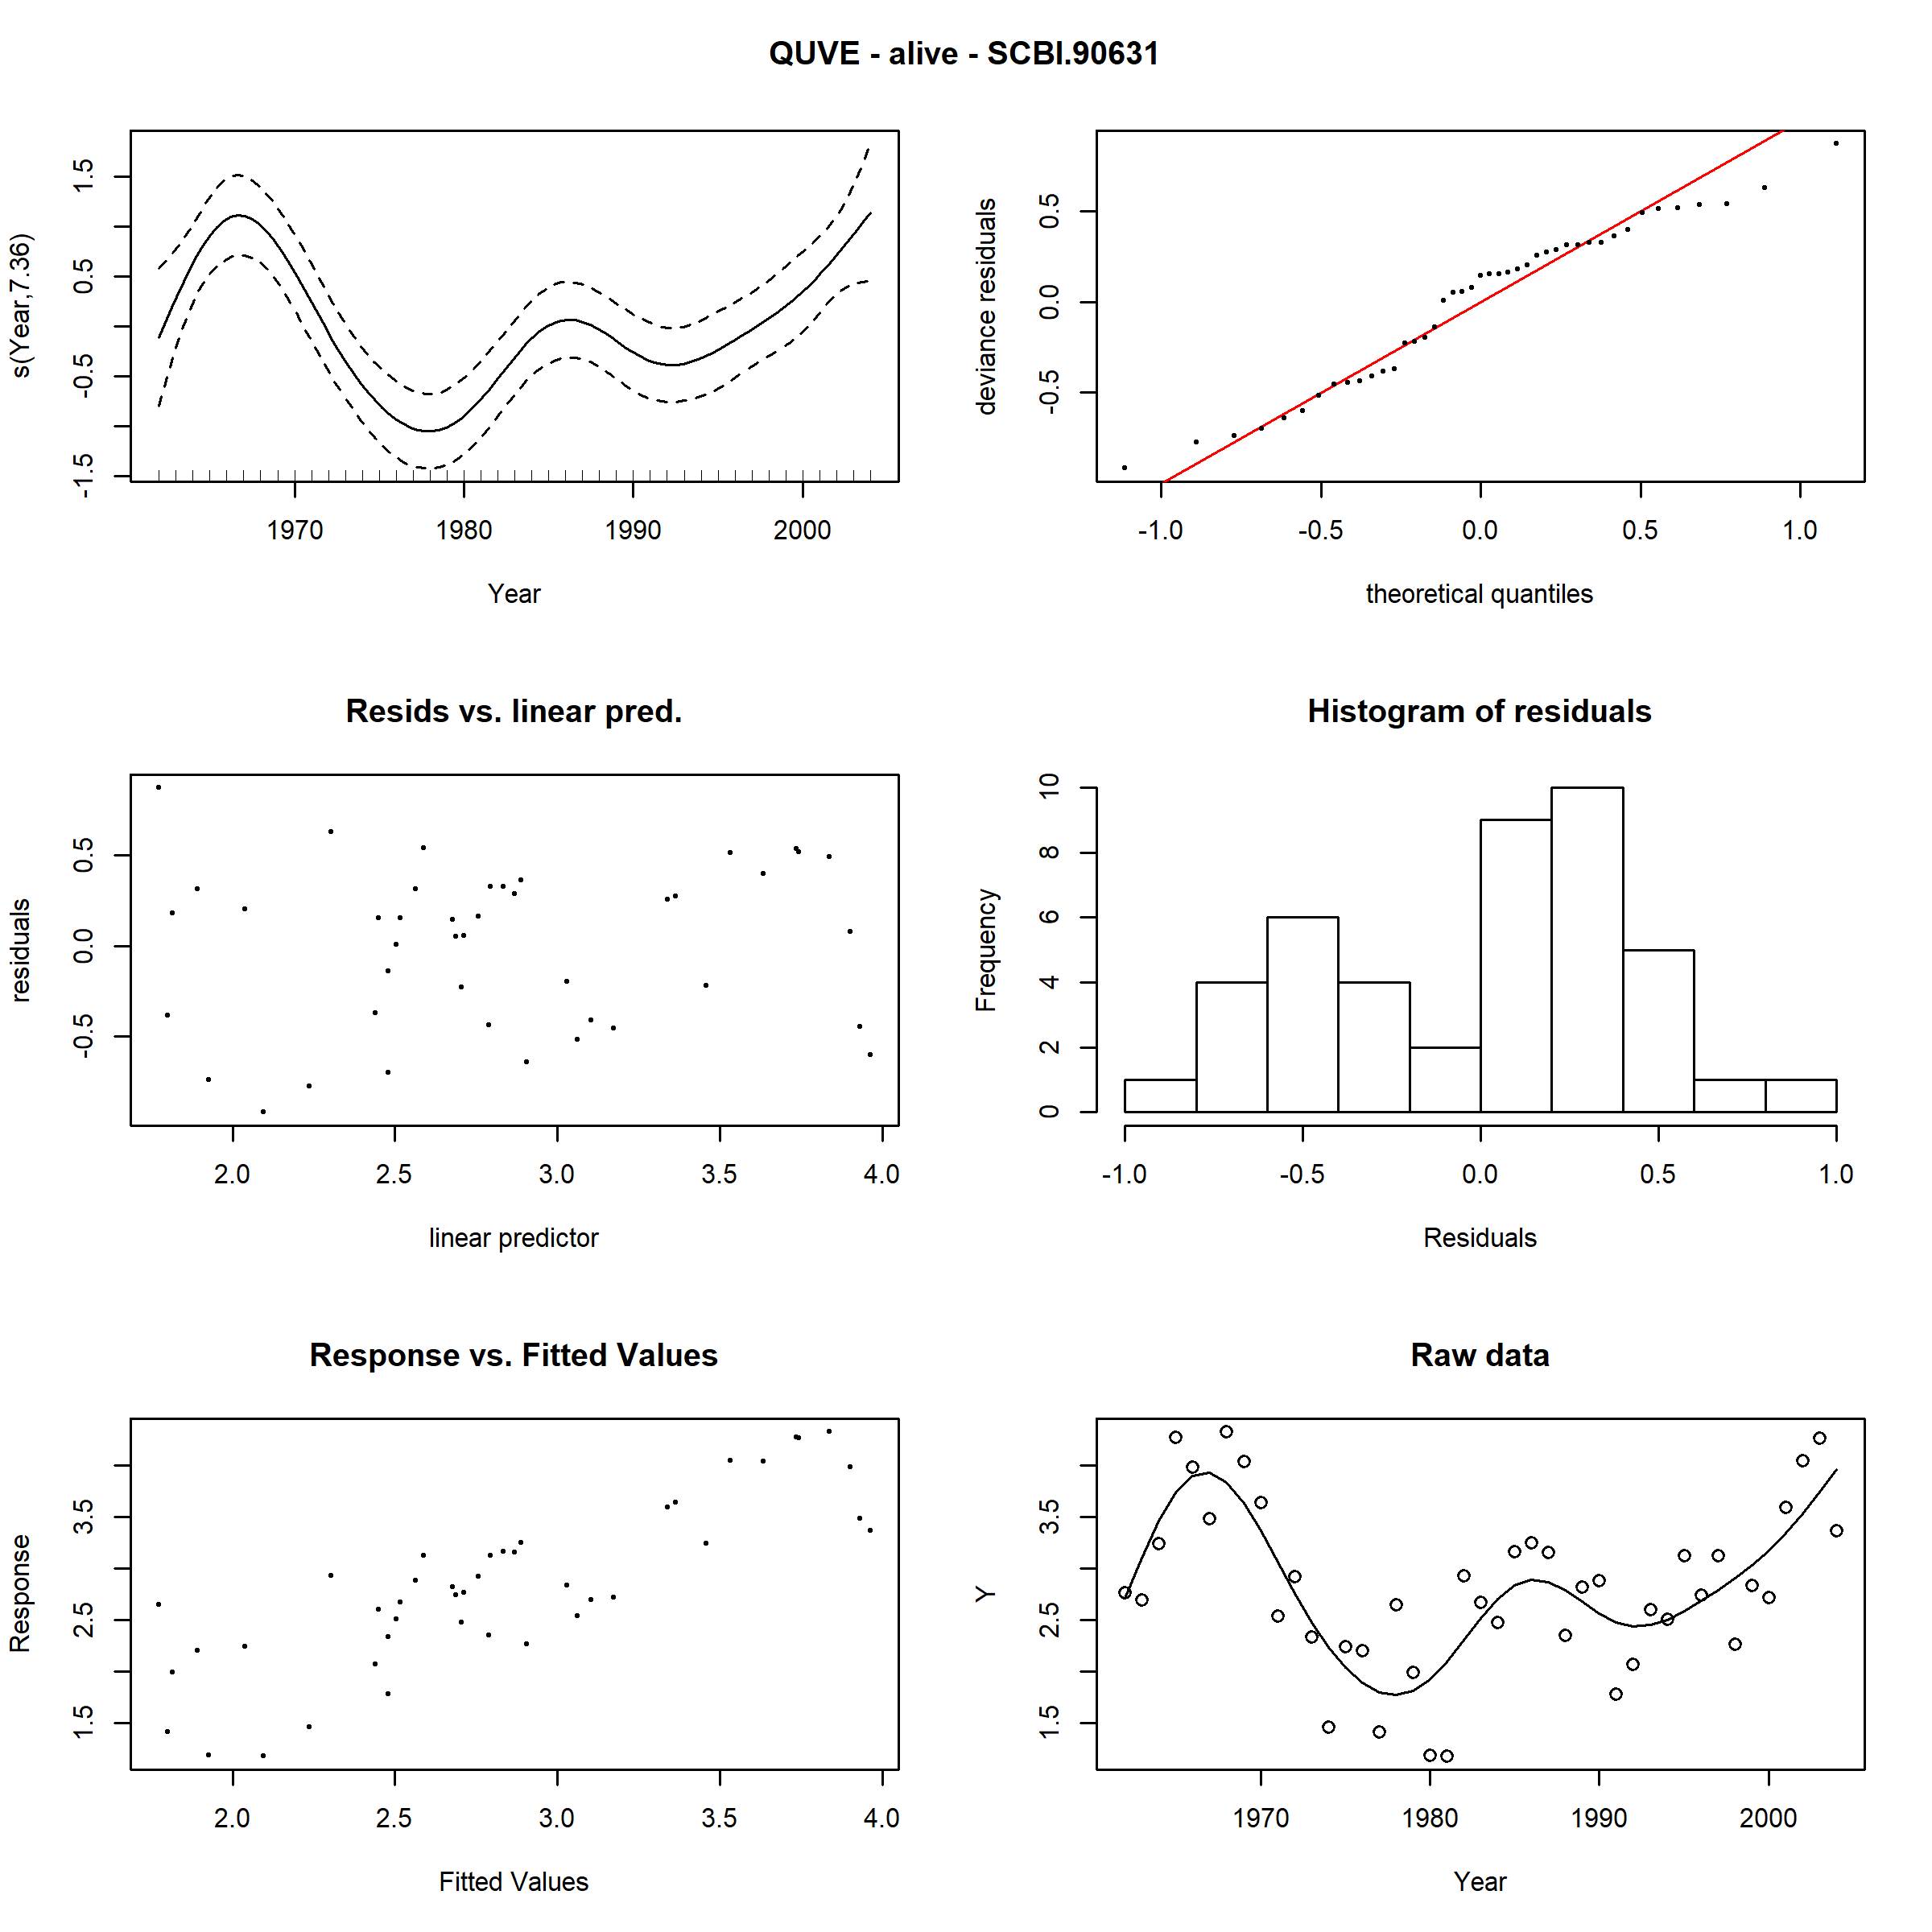 QUVE - alive - SCBI.90631
s(Year,7.36)
1.5
0.5
-0.5
-1.5
1970 1980 1990 2000
Year
deviance residuals
0.5
0.0
-0.5
-1.0 -0.5 0.0 0.5 1.0
theoretical quantiles
Resids vs. linear pred.
residuals
0.5
0.0
-0.5
2.0 2.5 3.0 3.5 4.0
linear predictor
Histogram of residuals
Frequency
10
8
6
4
2
0
-1.0 -0.5 0.0 0.5 1.0
Residuals
Response vs. Fitted Values
Response
3.5
2.5
1.5
2.0 2.5 3.0 3.5 4.0
Fitted Values
Raw data
Y
3.5
2.5
1.5
1970 1980 1990 2000
Year